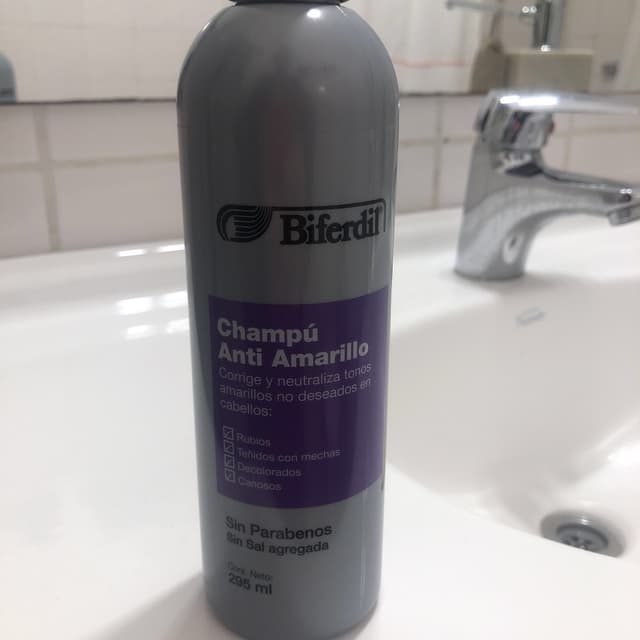 Biferdil
Champú
Anti Amarillo
Corrige y neutraliza tonos
amarillos no deseados en
cabellos:
Rubios
Teñidos con mechas
Decolorados
Canosos
Sin Parabenos
Sin Sal agregada
Cont. Neto:
295 ml